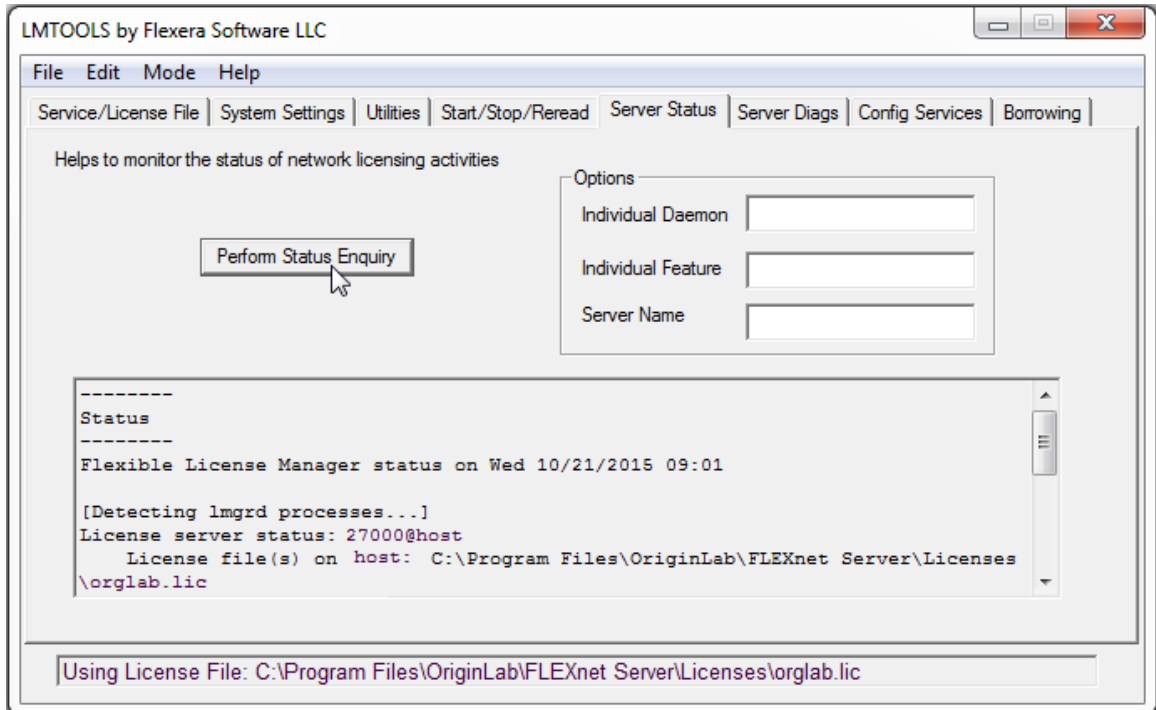 LMTOOLS by Flexera Software LLC
File Edit Mode Help
Service/License File System Settings Utilities Start/Stop/Reread Server Status Server Diags Config Services Borrowing
Helps to monitor the status of network licensing activities
Options
Individual Daemon
Perform Status Enquiry
Individual Feature
Server Name
--------
Status
--------
Flexible License Manager status on Wed 10/21/2015 09:01
[Detecting lmgrd processes...]
License server status: 27000@host
License file(s) on host: C:\Program Files\OriginLab\FLEXnet Server\Licenses
\orglab.lic
Using License File: C:\Program Files\OriginLab\FLEXnet Server\Licenses\orglab.lic